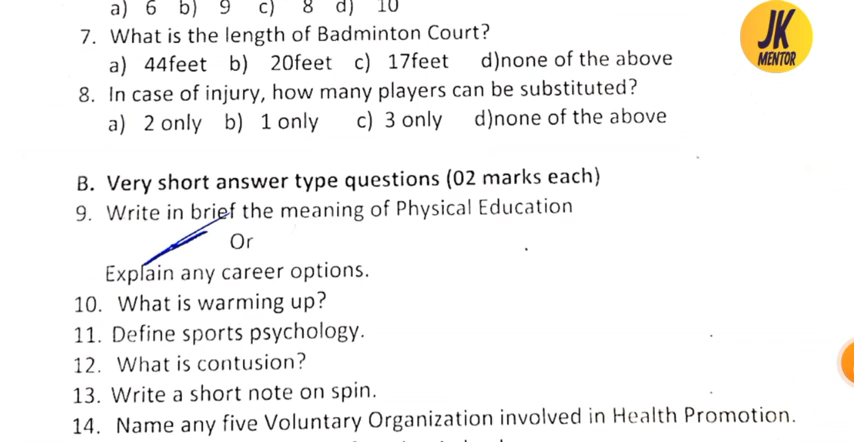 a) 6 b) 9 c) 8 d) 10
7. What is the length of Badminton Court?
a) 44feet b) 20feet c) 17feet d)none of the above
8. In case of injury, how many players can be substituted?
a) 2 only b) 1 only c) 3 only d)none of the above
B. Very short answer type questions (02 marks each)
9. Write in brief the meaning of Physical Education
Or
Explain any career options.
10. What is warming up?
11. Define sports psychology.
12. What is contusion?
13. Write a short note on spin.
14. Name any five Voluntary Organization involved in Health Promotion.
JK
MENTOR